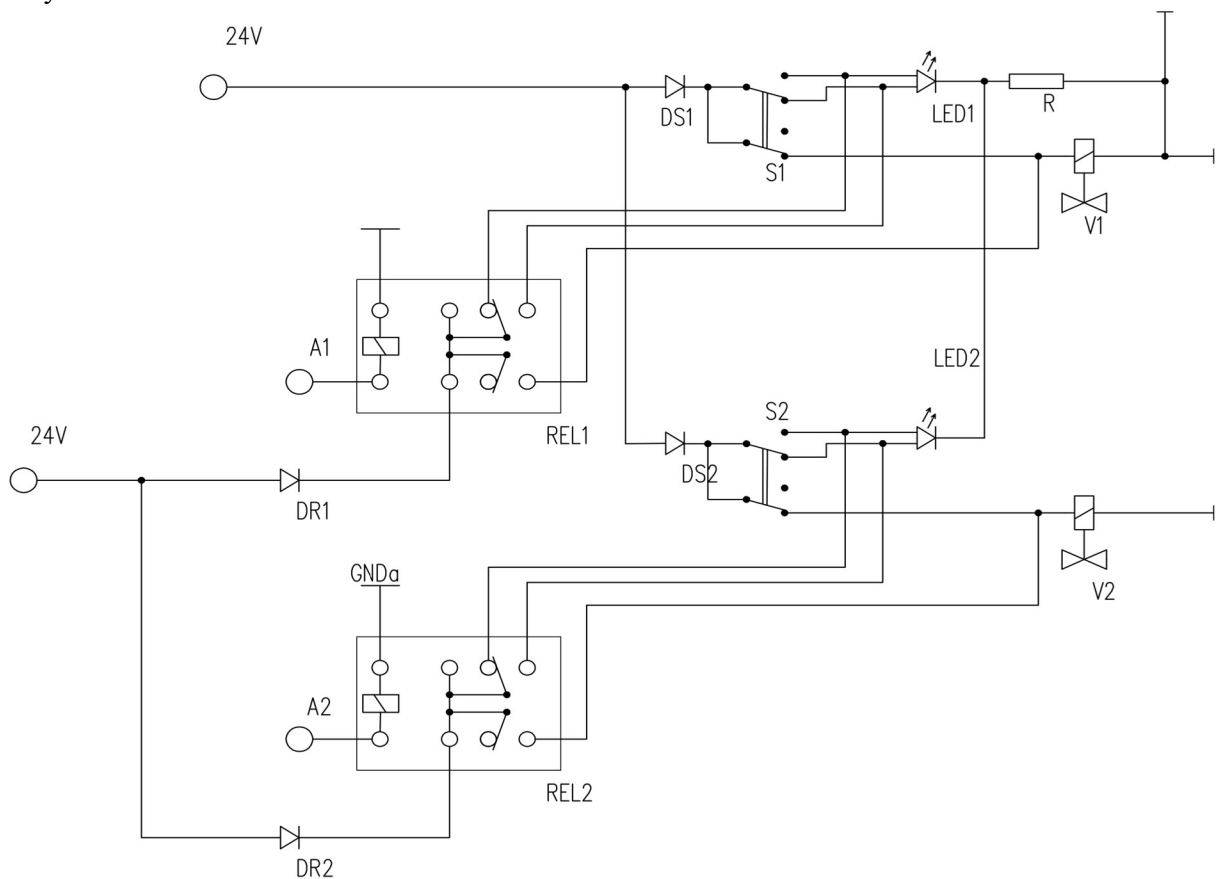 24V
DS1
S1
LED1
R
V1
A1
REL1
LED2
24V
S2
DS2
DR1
GNDa
V2
A2
REL2
DR2